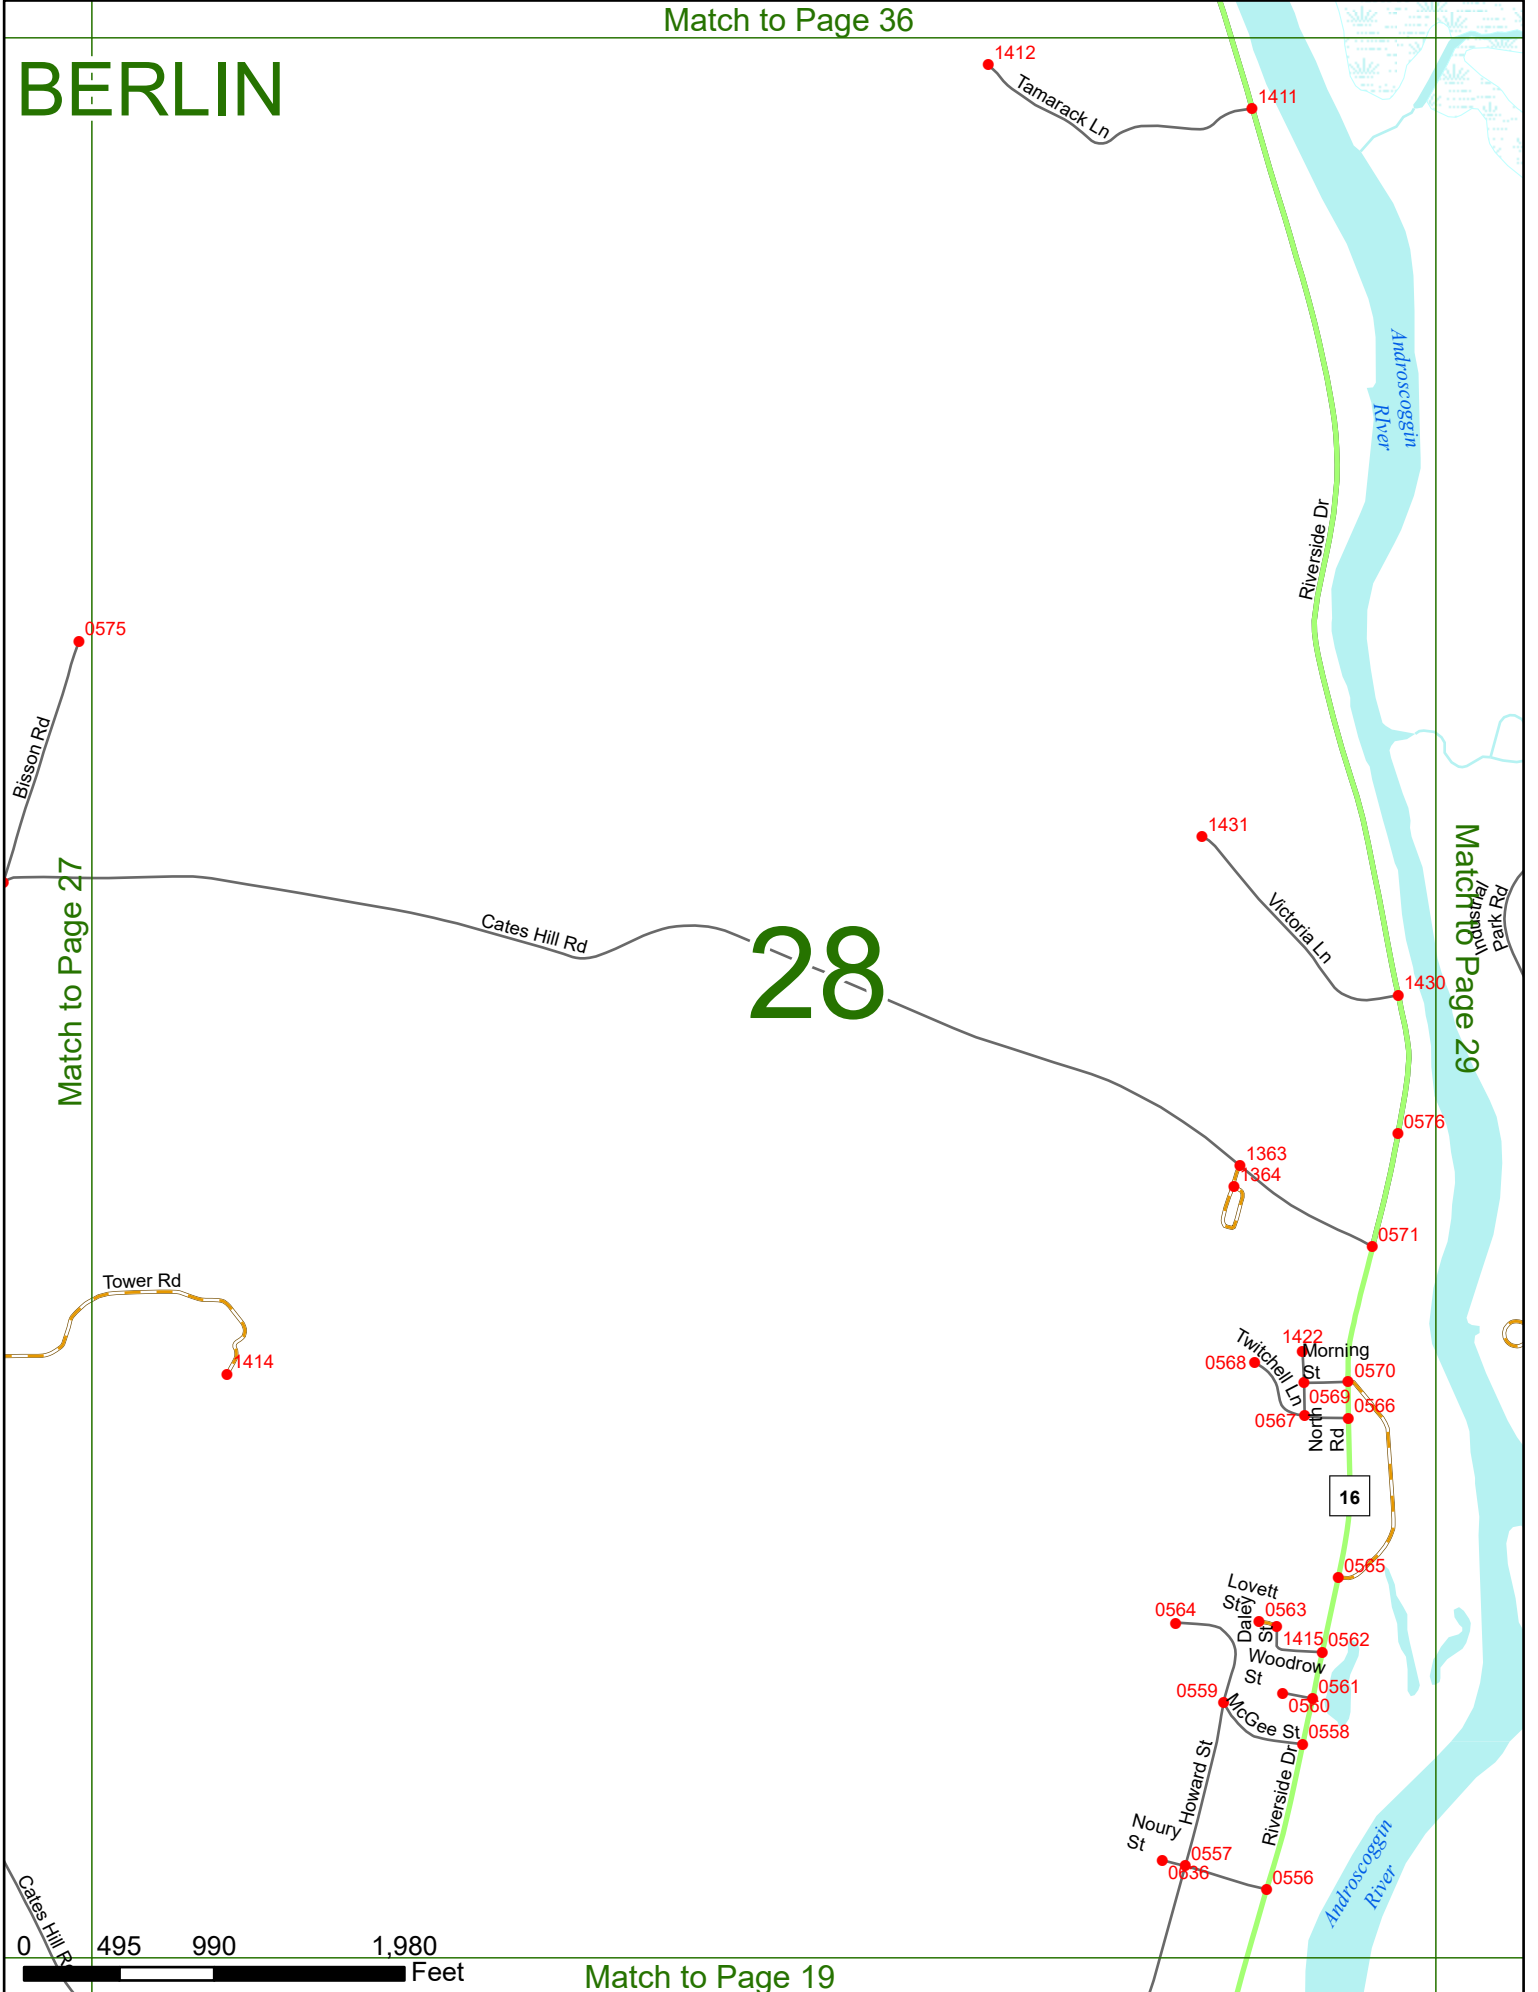 Match to Page 36
BERLIN
1412
Tamarack Ln
1411
Androscoggin
RIver
Riverside Dr
0575
Bisson Rd
Match to Page 27
1431
Victoria Ln
Match to Page 29
Industrial
Park Rd
Cates Hill Rd
28
1430
0576
1363
1364
0571
Tower Rd
1414
1422
Morning
St
Twitchell Ln
0568
0570
0569
0566
0567
North
Rd
16
0565
Lovett
St
0564
Daley
St
0563
1415
0562
Woodrow
St
0561
0560
0559
McGee St
0558
Howard St
Riverside Dr
Noury
St
0557
0636
0556
Androscoggin
River
Cates Hill Rd
0 495 990 1,980
Feet
Match to Page 19